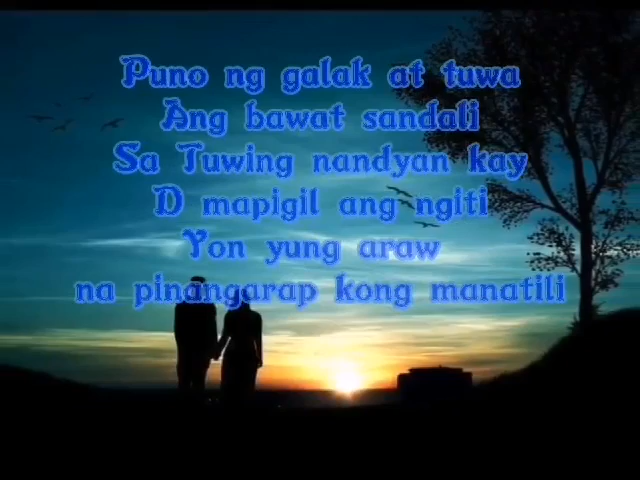 Puno ng galak at tuwa
Ang bawat sandali
Sa Tuwing nandyan kay
D mapigil ang ngiti
Yon yung araw
na pinangarap kong manatili